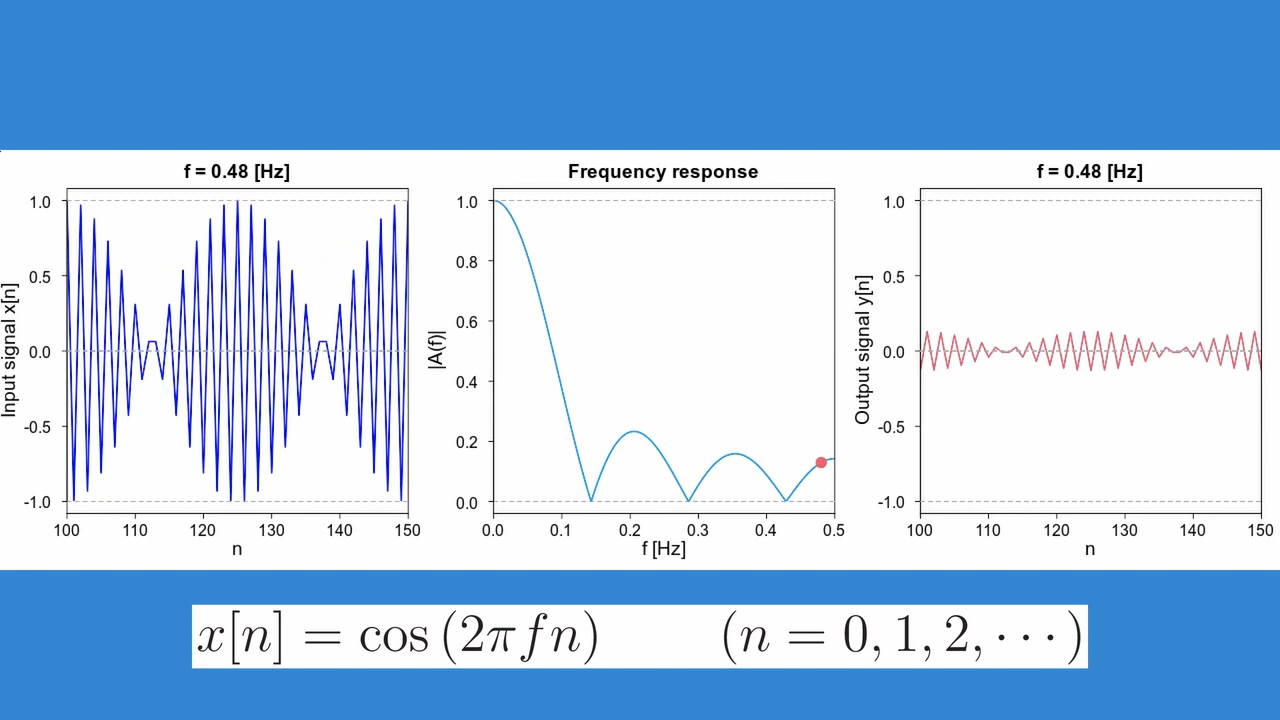 f = 0.48 [Hz]
Input signal x[n]
1.0
0.5
0.0
-0.5
-1.0
100 110 120 130 140 150
n
Frequency response
|A(f)|
1.0
0.8
0.6
0.4
0.2
0.0
0.0 0.1 0.2 0.3 0.4 0.5
f [Hz]
f = 0.48 [Hz]
Output signal y[n]
1.0
0.5
0.0
-0.5
-1.0
100 110 120 130 140 150
n
x[n] = cos (2πfn) (n = 0, 1, 2, ⋯)